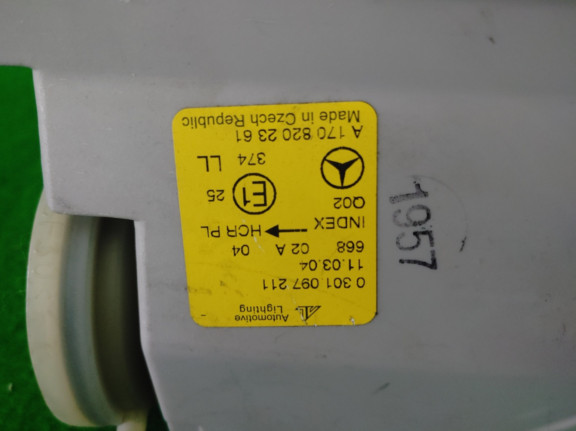 Automotive
Lighting
0 301 097 211
11.03.04
668 02 A 04
INDEX HCR PL
Q02
E1 25
374 LL
A 170 820 23 61
Made in Czech Republic
1957